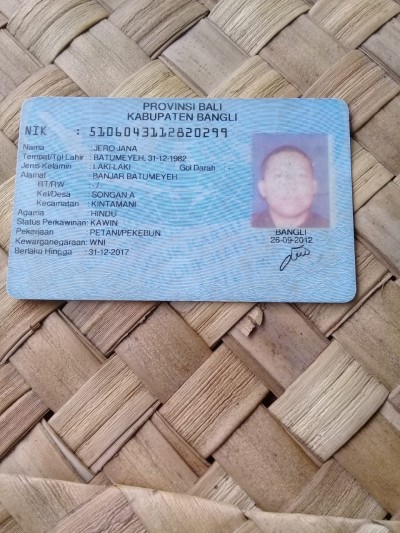 PROVINSI BALI
KABUPATEN BANGLI
NIK : 5106043112820299
Nama : JERO JANA
Tempat/Tgl Lahir : BATUMEYEH, 31-12-1982
Jenis Kelamin : LAKI-LAKI Gol Darah
Alamat : BANJAR BATUMEYEH
RT/RW : - / -
Kel/Desa : SONGAN A
Kecamatan : KINTAMANI
Agama : HINDU
Status Perkawinan: KAWIN
Pekerjaan : PETANI/PEKEBUN
Kewarganegaraan: WNI
Berlaku Hingga : 31-12-2017
BANGLI
26-09-2012